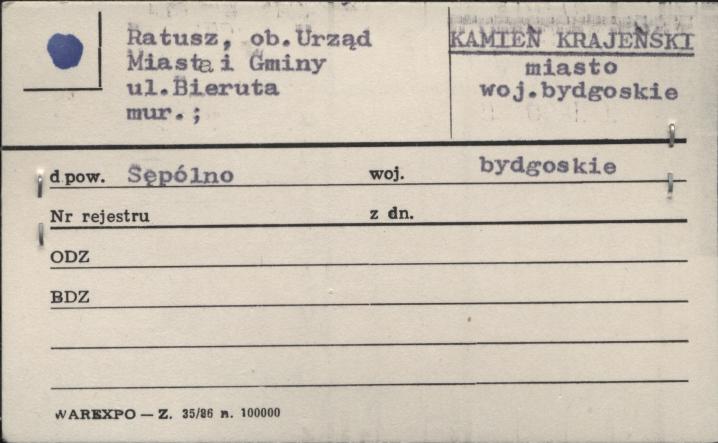 Ratusz, ob.Urząd
Miasta i Gminy
ul.Bieruta
mur.;
KAMIEŃ KRAJEŃSKI
miasto
woj.bydgoskie
d pow. Sępólno woj. bydgoskie
Nr rejestru z dn.
ODZ
BDZ
WAREXPO — Z. 35/86 n. 100000